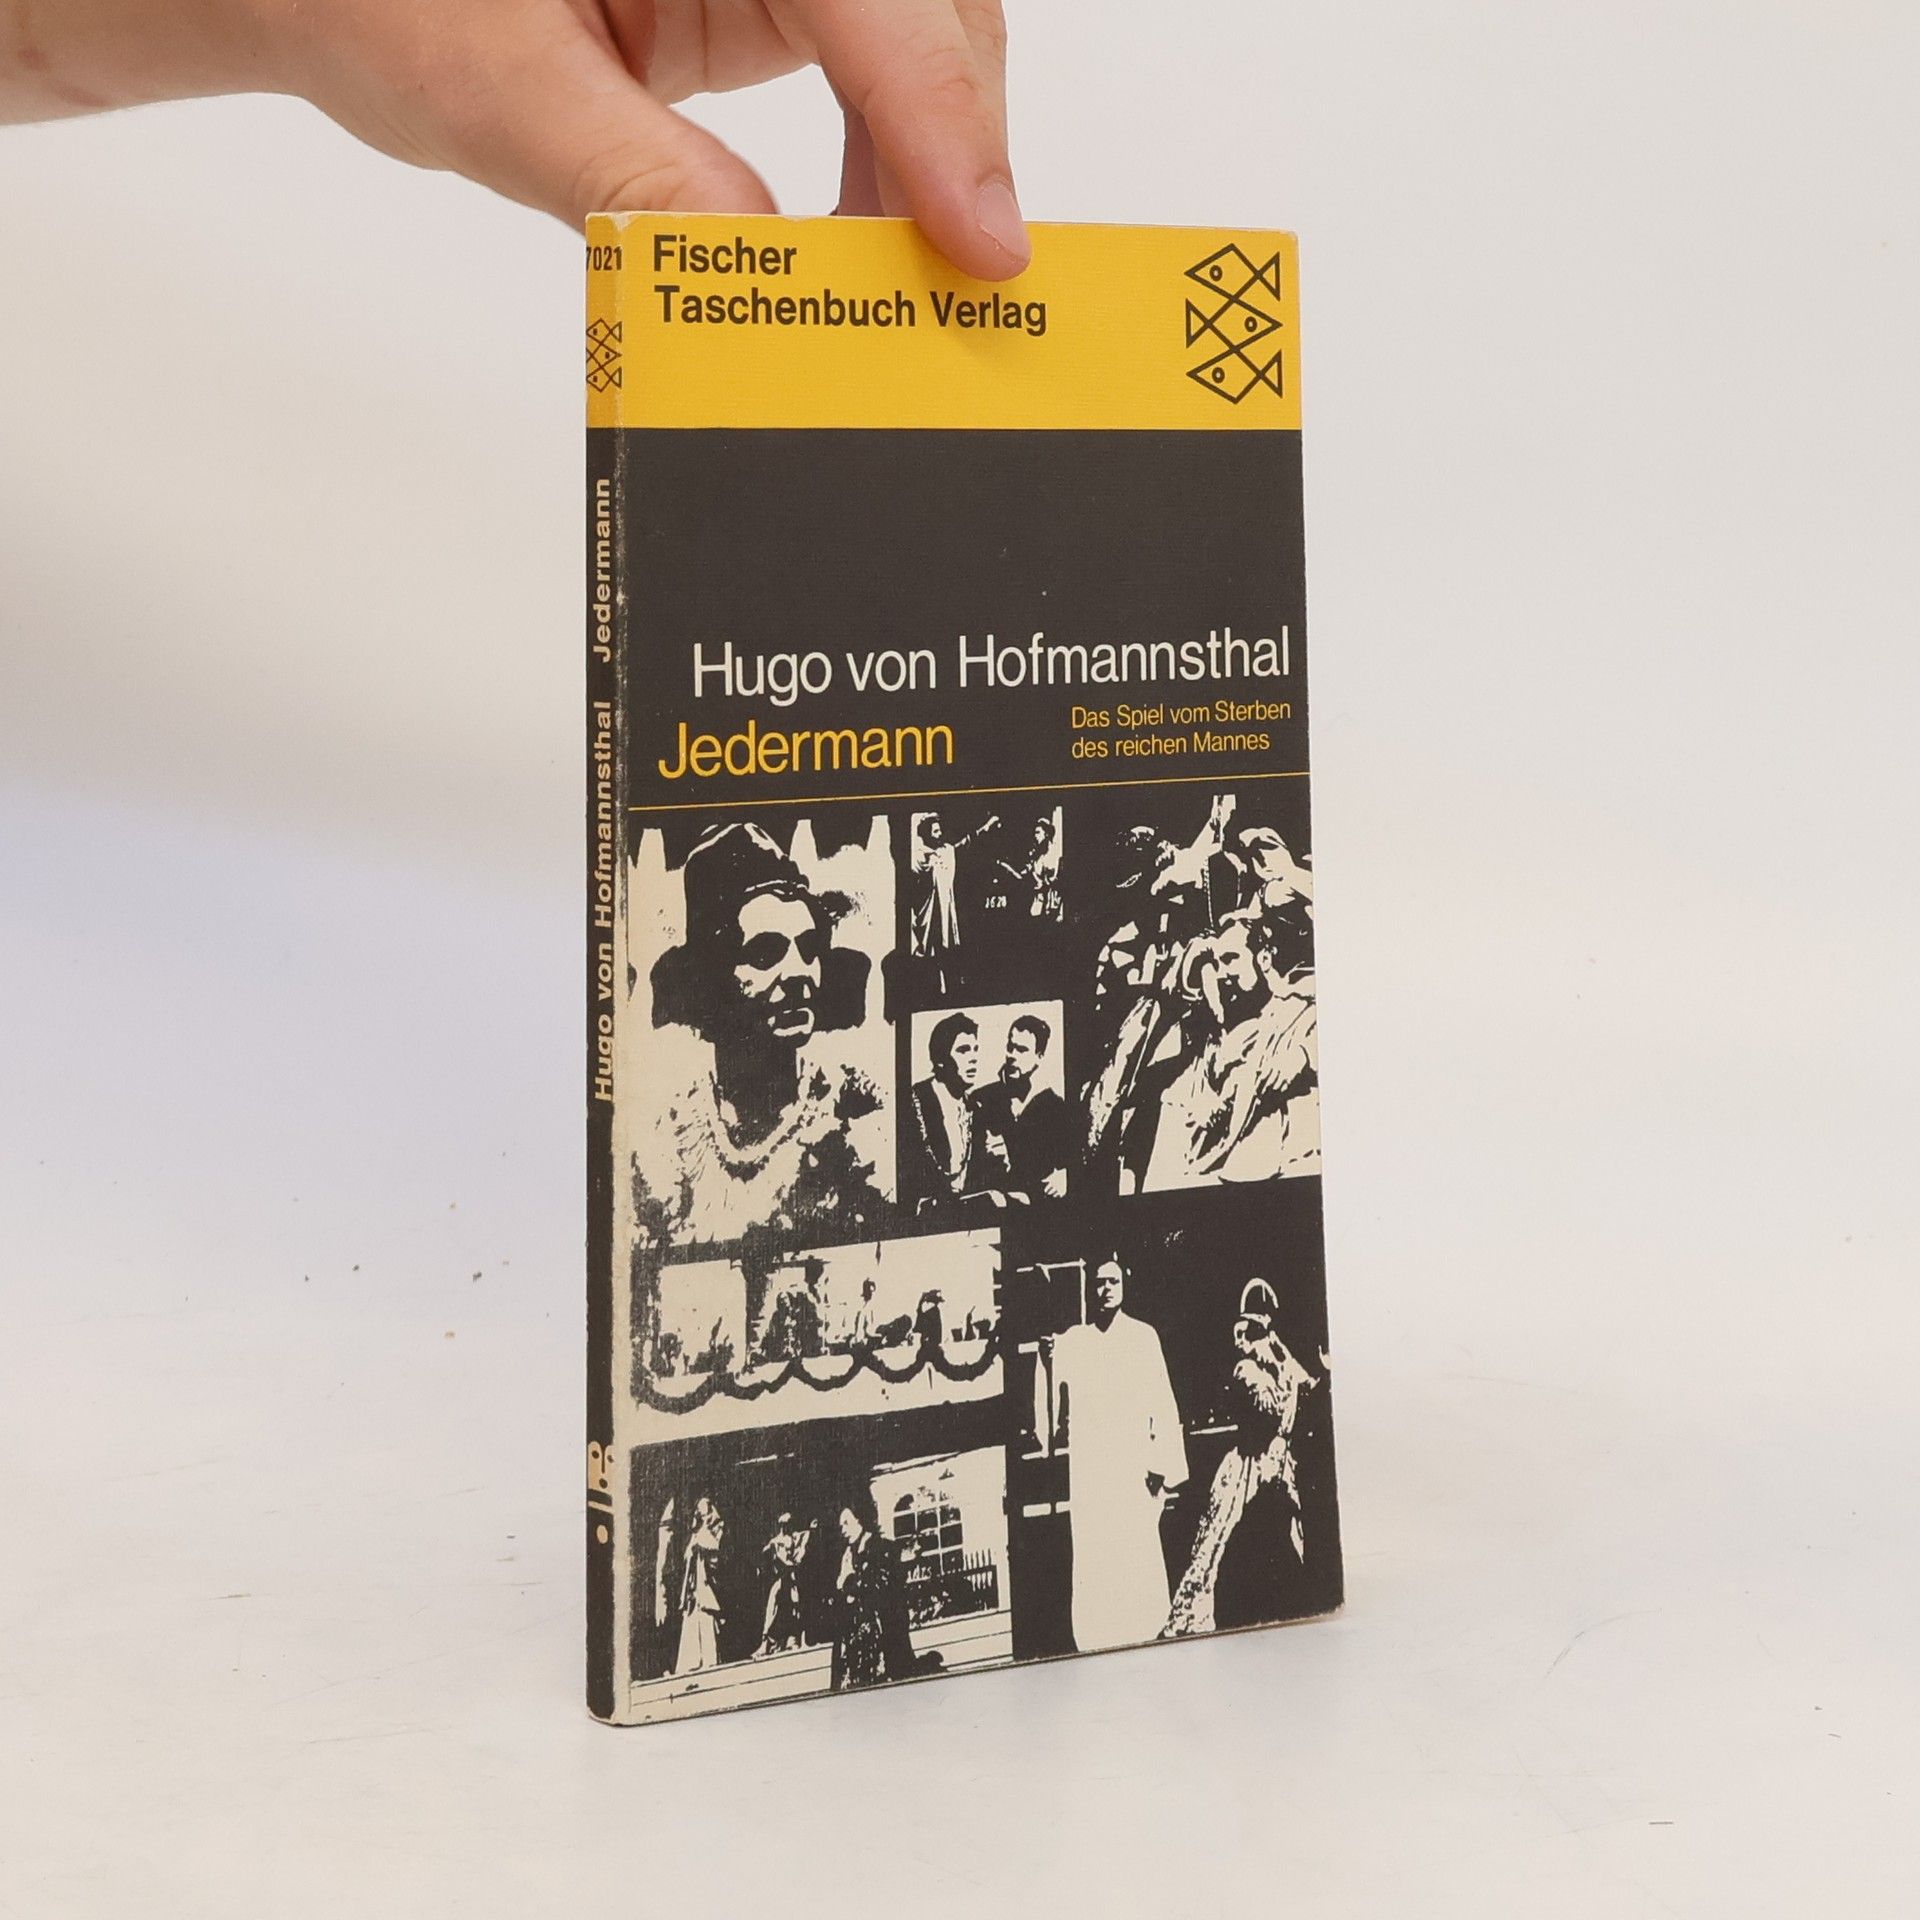 7021
Fischer
Taschenbuch Verlag
Hugo von Hofmannsthal
Jedermann
Das Spiel vom Sterben
des reichen Mannes
Hugo von Hofmannsthal Jedermann